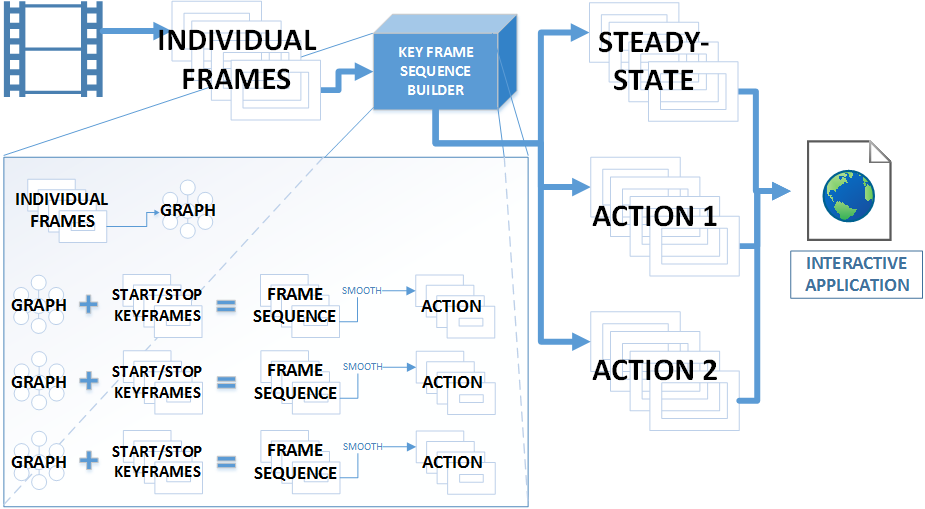 INDIVIDUAL
FRAMES
KEY FRAME
SEQUENCE
BUILDER
STEADY-
STATE
ACTION 1
ACTION 2
INTERACTIVE
APPLICATION
INDIVIDUAL
FRAMES
GRAPH
GRAPH
+
START/STOP
KEYFRAMES
=
FRAME
SEQUENCE
SMOOTH
ACTION
GRAPH
+
START/STOP
KEYFRAMES
=
FRAME
SEQUENCE
SMOOTH
ACTION
GRAPH
+
START/STOP
KEYFRAMES
=
FRAME
SEQUENCE
SMOOTH
ACTION